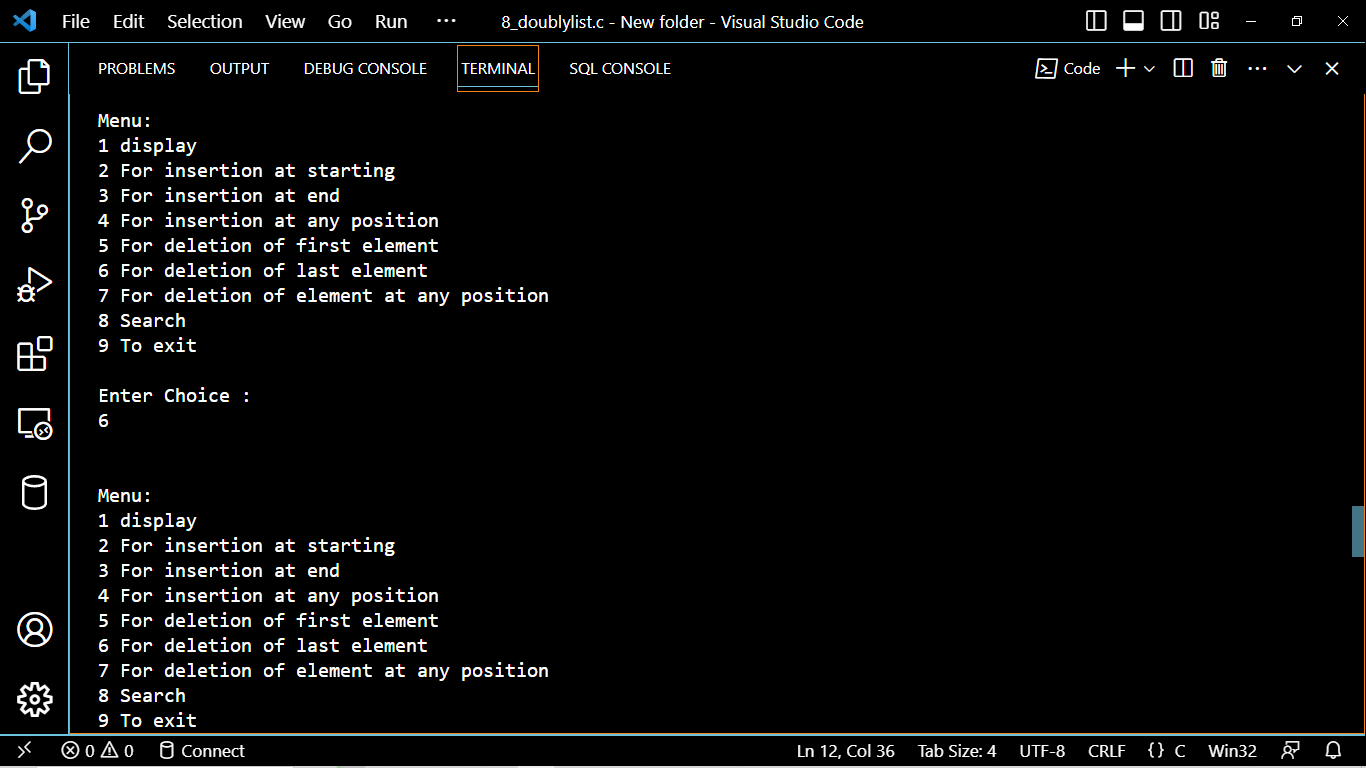 File Edit Selection View Go Run ··· 8_doublylist.c - New folder - Visual Studio Code
PROBLEMS OUTPUT DEBUG CONSOLE TERMINAL SQL CONSOLE Code
Menu:
1 display
2 For insertion at starting
3 For insertion at end
4 For insertion at any position
5 For deletion of first element
6 For deletion of last element
7 For deletion of element at any position
8 Search
9 To exit
Enter Choice :
6
Menu:
1 display
2 For insertion at starting
3 For insertion at end
4 For insertion at any position
5 For deletion of first element
6 For deletion of last element
7 For deletion of element at any position
8 Search
9 To exit
0 0 Connect Ln 12, Col 36 Tab Size: 4 UTF-8 CRLF {} C Win32